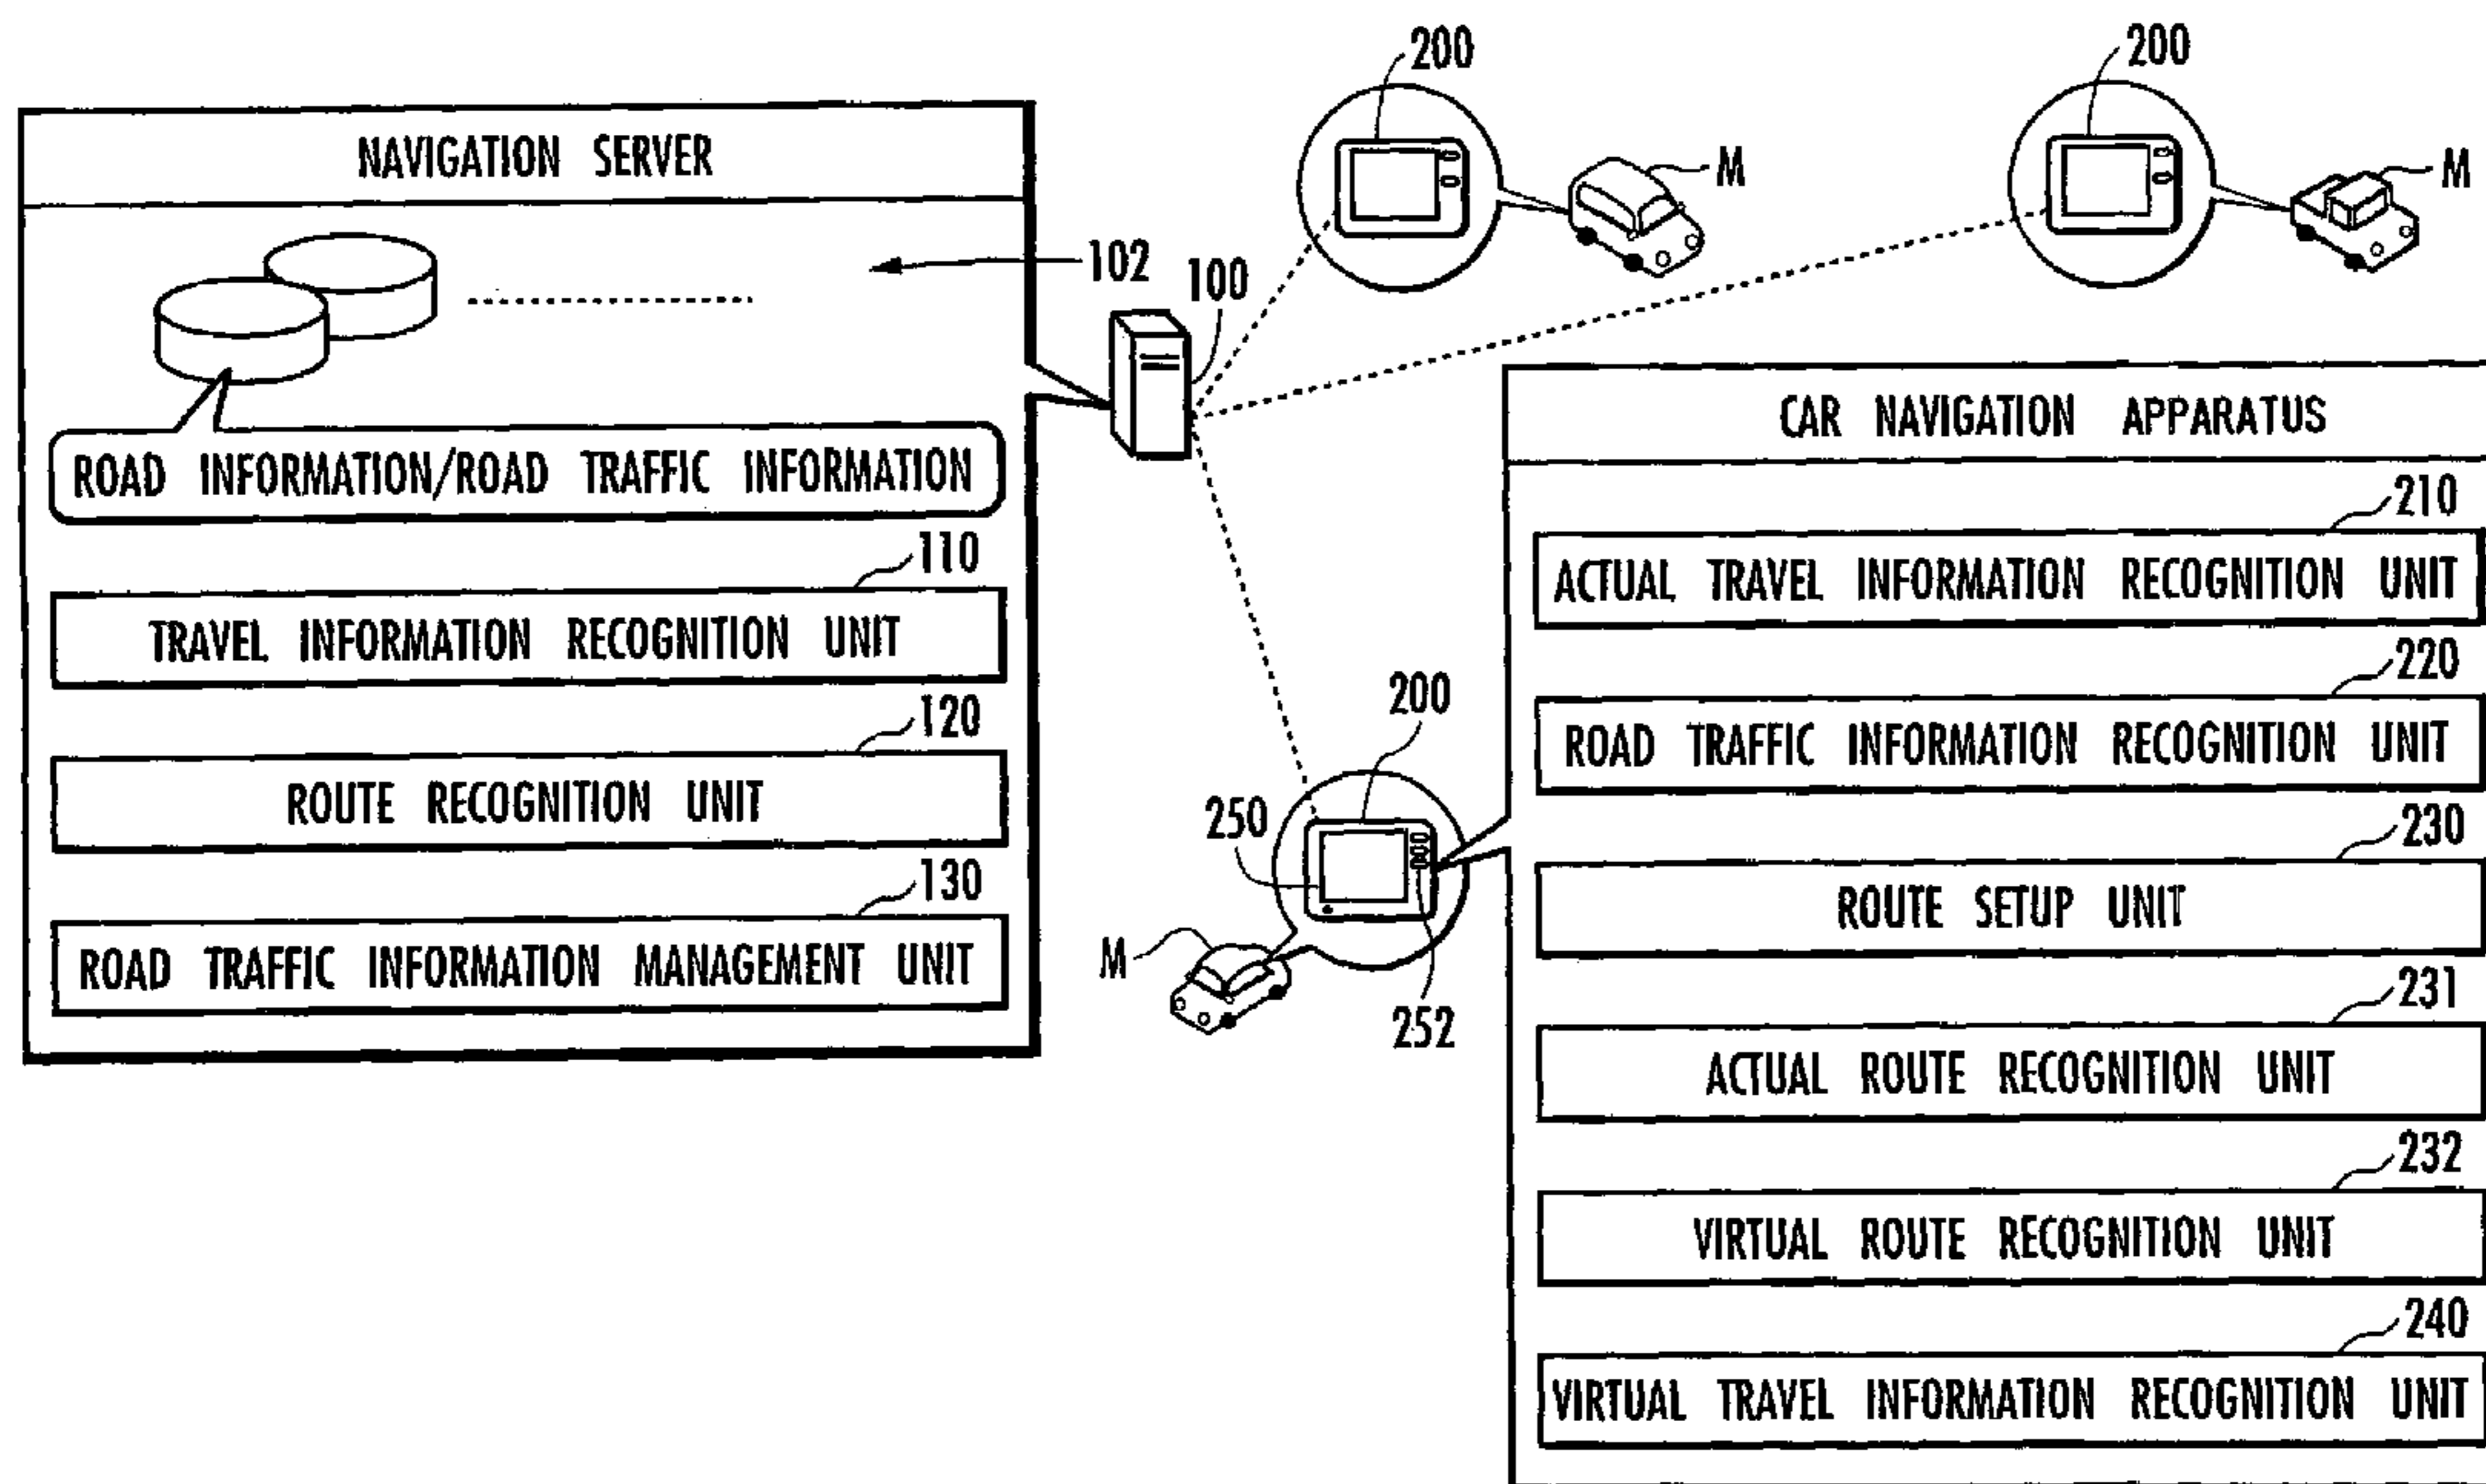 NAVIGATION SERVER
102
ROAD INFORMATION/ROAD TRAFFIC INFORMATION
110
TRAVEL INFORMATION RECOGNITION UNIT
120
ROUTE RECOGNITION UNIT
130
ROAD TRAFFIC INFORMATION MANAGEMENT UNIT
100
200
M
200
M
200
250
252
M
CAR NAVIGATION APPARATUS
210
ACTUAL TRAVEL INFORMATION RECOGNITION UNIT
220
ROAD TRAFFIC INFORMATION RECOGNITION UNIT
230
ROUTE SETUP UNIT
231
ACTUAL ROUTE RECOGNITION UNIT
232
VIRTUAL ROUTE RECOGNITION UNIT
240
VIRTUAL TRAVEL INFORMATION RECOGNITION UNIT